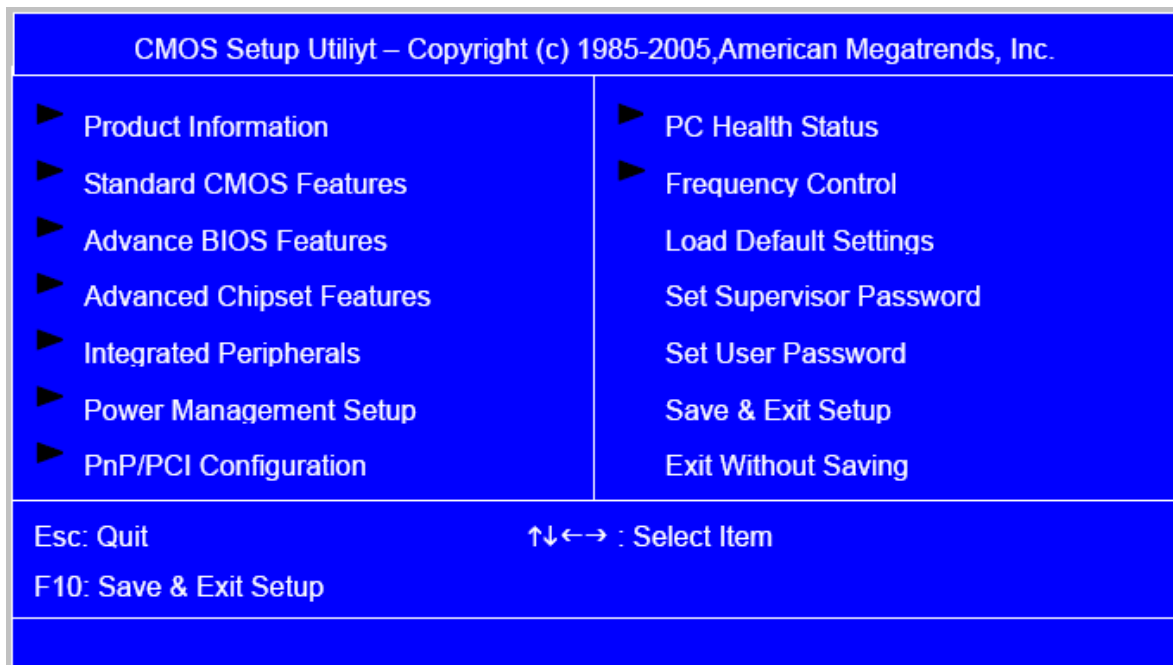 CMOS Setup Utiliyt – Copyright (c) 1985-2005,American Megatrends, Inc.
Product Information
Standard CMOS Features
Advance BIOS Features
Advanced Chipset Features
Integrated Peripherals
Power Management Setup
PnP/PCI Configuration
PC Health Status
Frequency Control
Load Default Settings
Set Supervisor Password
Set User Password
Save & Exit Setup
Exit Without Saving
Esc: Quit ↑↓←→ : Select Item
F10: Save & Exit Setup